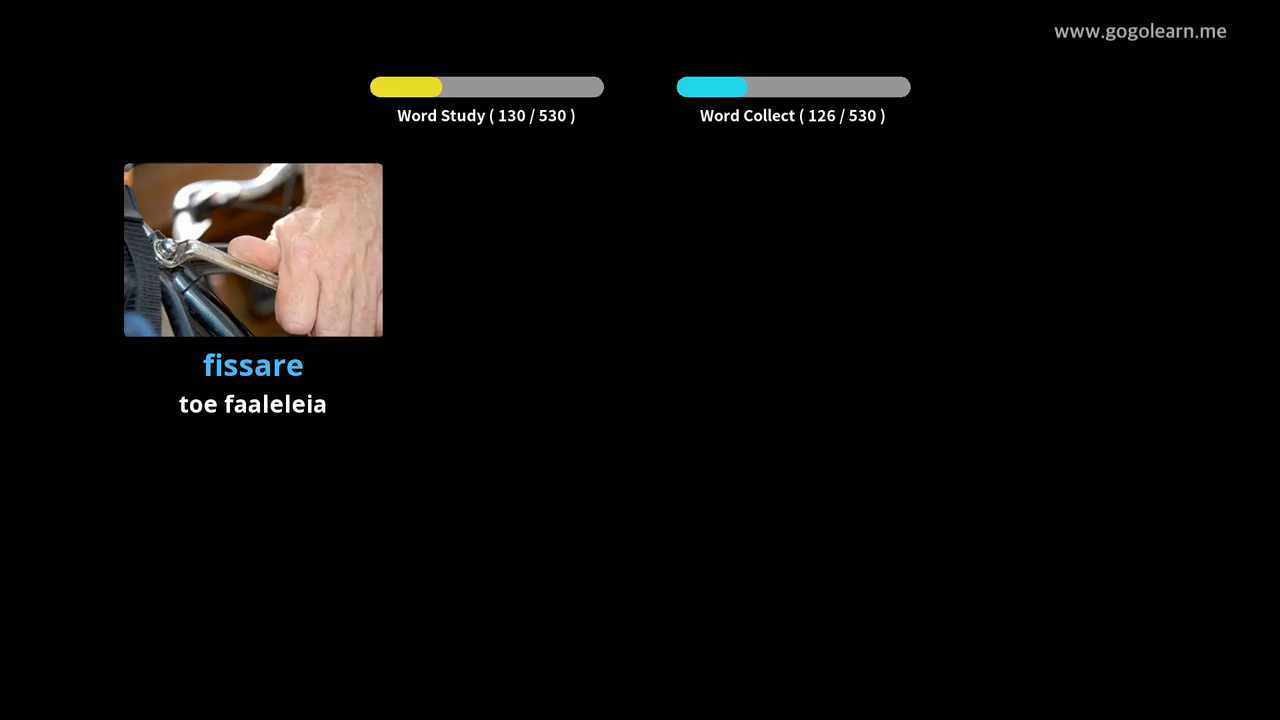 www.gogolearn.me
Word Study ( 130 / 530 )
Word Collect ( 126 / 530 )
fissare
toe faaleleia